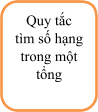 Quy tắc
tìm số hạng
trong một
tổng